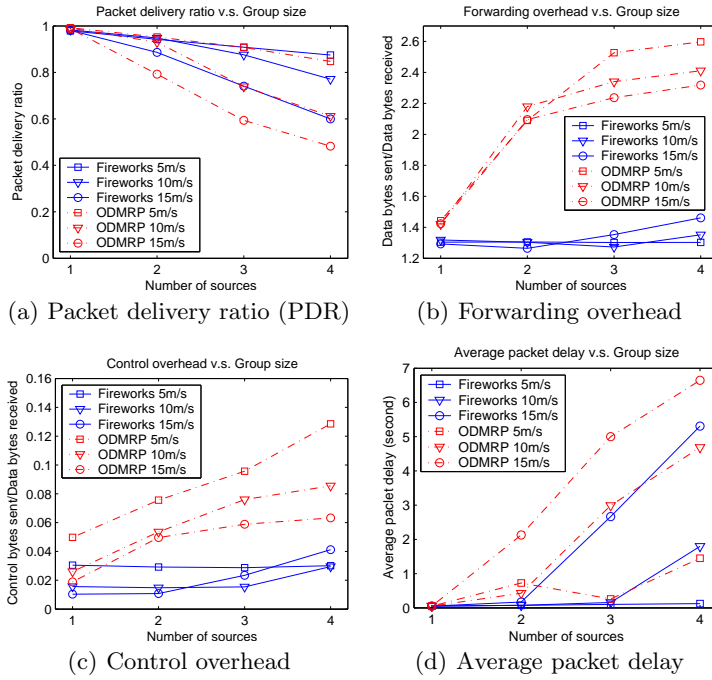 Packet delivery ratio v.s. Group size
1
0.8
0.6
0.4
0.2
0
Packet delivery ratio
Fireworks 5m/s
Fireworks 10m/s
Fireworks 15m/s
ODMRP 5m/s
ODMRP 10m/s
ODMRP 15m/s
1 2 3 4
Number of sources
(a) Packet delivery ratio (PDR)
Forwarding overhead v.s. Group size
2.6
2.4
2.2
2
1.8
1.6
1.4
1.2
Data bytes sent/Data bytes received
Fireworks 5m/s
Fireworks 10m/s
Fireworks 15m/s
ODMRP 5m/s
ODMRP 10m/s
ODMRP 15m/s
1 2 3 4
Number of sources
(b) Forwarding overhead
Control overhead v.s. Group size
0.16
0.14
0.12
0.1
0.08
0.06
0.04
0.02
0
Control bytes sent/Data bytes received
Fireworks 5m/s
Fireworks 10m/s
Fireworks 15m/s
ODMRP 5m/s
ODMRP 10m/s
ODMRP 15m/s
1 2 3 4
Number of sources
(c) Control overhead
Average packet delay v.s. Group size
7
6
5
4
3
2
1
0
Average paclet delay (second)
Fireworks 5m/s
Fireworks 10m/s
Fireworks 15m/s
ODMRP 5m/s
ODMRP 10m/s
ODMRP 15m/s
1 2 3 4
Number of sources
(d) Average packet delay